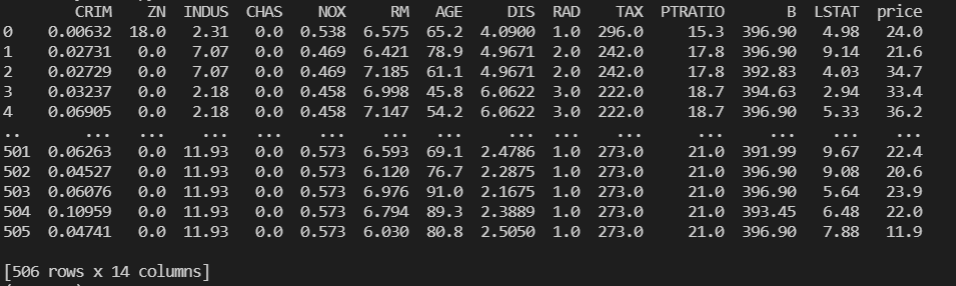 CRIM ZN INDUS CHAS NOX RM AGE DIS RAD TAX PTRATIO B LSTAT price
0 0.00632 18.0 2.31 0.0 0.538 6.575 65.2 4.0900 1.0 296.0 15.3 396.90 4.98 24.0
1 0.02731 0.0 7.07 0.0 0.469 6.421 78.9 4.9671 2.0 242.0 17.8 396.90 9.14 21.6
2 0.02729 0.0 7.07 0.0 0.469 7.185 61.1 4.9671 2.0 242.0 17.8 392.83 4.03 34.7
3 0.03237 0.0 2.18 0.0 0.458 6.998 45.8 6.0622 3.0 222.0 18.7 394.63 2.94 33.4
4 0.06905 0.0 2.18 0.0 0.458 7.147 54.2 6.0622 3.0 222.0 18.7 396.90 5.33 36.2
.. ... ... ... ... ... ... ... ... ... ... ... ... ... ...
501 0.06263 0.0 11.93 0.0 0.573 6.593 69.1 2.4786 1.0 273.0 21.0 391.99 9.67 22.4
502 0.04527 0.0 11.93 0.0 0.573 6.120 76.7 2.2875 1.0 273.0 21.0 396.90 9.08 20.6
503 0.06076 0.0 11.93 0.0 0.573 6.976 91.0 2.1675 1.0 273.0 21.0 396.90 5.64 23.9
504 0.10959 0.0 11.93 0.0 0.573 6.794 89.3 2.3889 1.0 273.0 21.0 393.45 6.48 22.0
505 0.04741 0.0 11.93 0.0 0.573 6.030 80.8 2.5050 1.0 273.0 21.0 396.90 7.88 11.9
[506 rows x 14 columns]